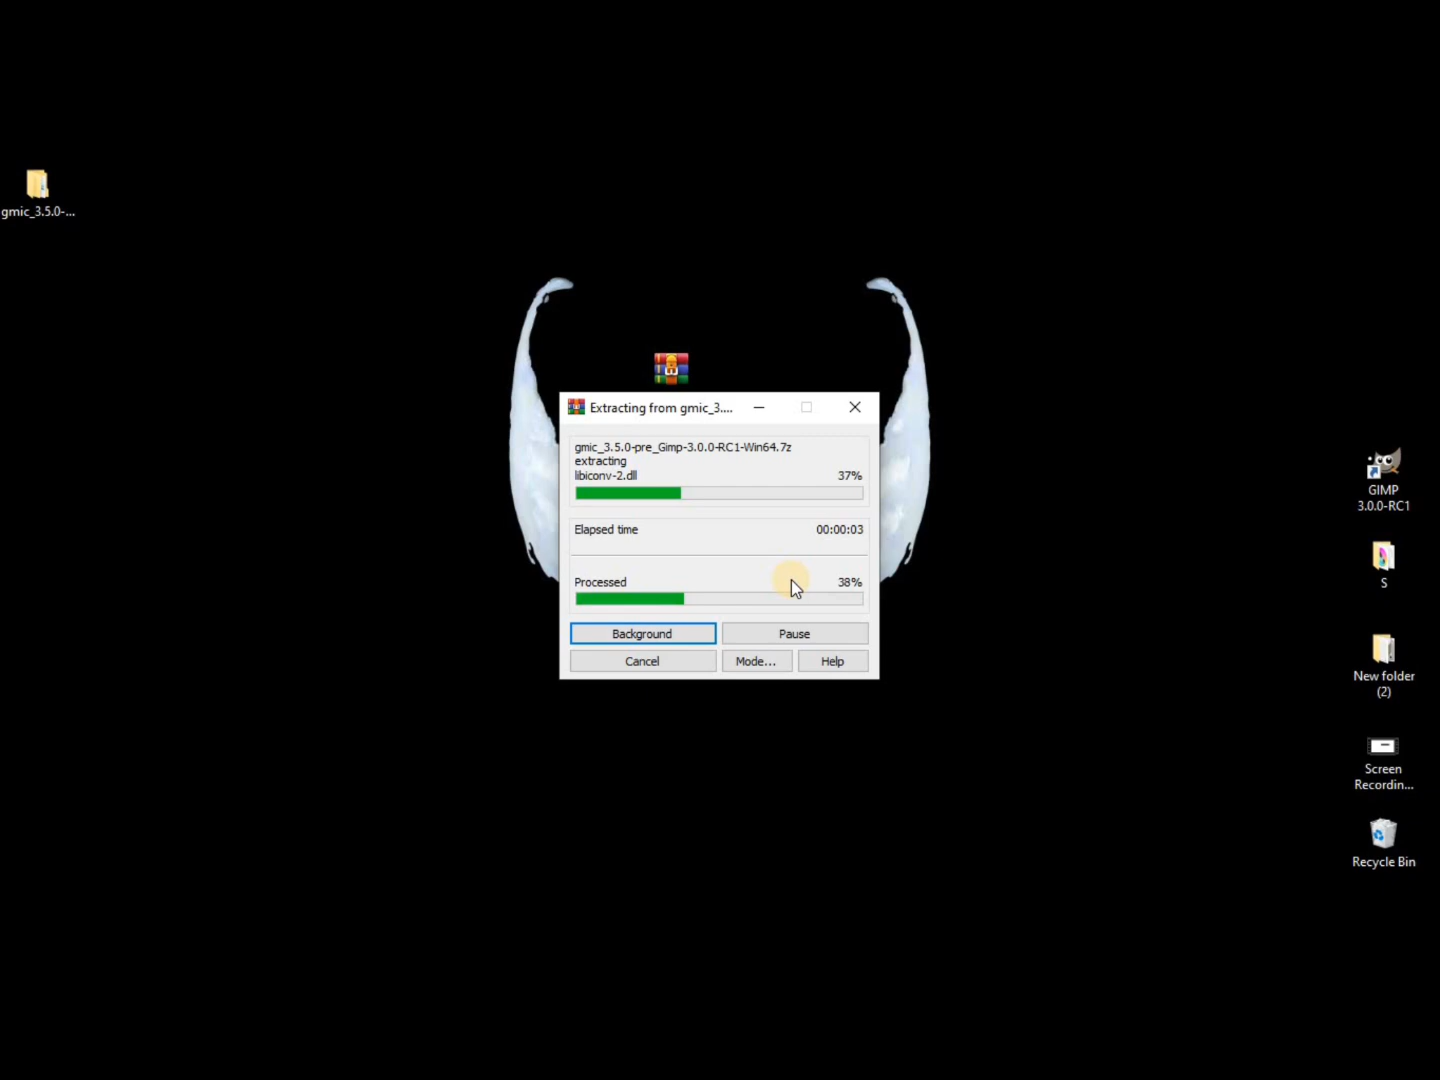 gmic_3.5.0-...
Extracting from gmic_3....
gmic_3.5.0-pre_Gimp-3.0.0-RC1-Win64.7z
extracting
libiconv-2.dll 37%
Elapsed time 00:00:03
Processed 38%
Background Pause
Cancel Mode... Help
GIMP
3.0.0-RC1
S
New folder
(2)
Screen
Recordin...
Recycle Bin